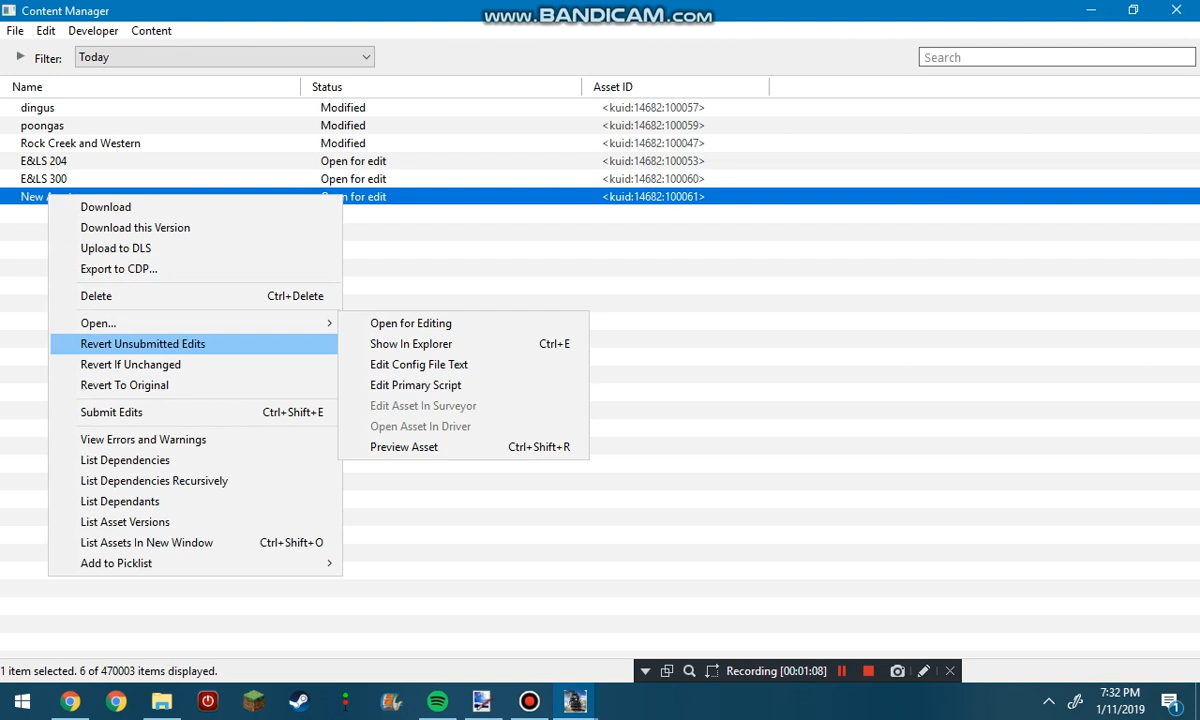 Content Manager
www.BANDICAM.com
File Edit Developer Content
Filter: Today Search
Name Status Asset ID
dingus Modified <kuid:14682:100057>
poongas Modified <kuid:14682:100059>
Rock Creek and Western Modified <kuid:14682:100047>
E&LS 204 Open for edit <kuid:14682:100053>
E&LS 300 Open for edit <kuid:14682:100060>
New for edit <kuid:14682:100061>
Download
Download this Version
Upload to DLS
Export to CDP...
Delete Ctrl+Delete
Open...
Revert Unsubmitted Edits
Revert If Unchanged
Revert To Original
Submit Edits Ctrl+Shift+E
View Errors and Warnings
List Dependencies
List Dependencies Recursively
List Dependants
List Asset Versions
List Assets In New Window Ctrl+Shift+O
Add to Picklist
Open for Editing
Show In Explorer Ctrl+E
Edit Config File Text
Edit Primary Script
Edit Asset In Surveyor
Open Asset In Driver
Preview Asset Ctrl+Shift+R
1 item selected. 6 of 470003 items displayed.
Recording [00:01:08]
7:32 PM
1/11/2019
1